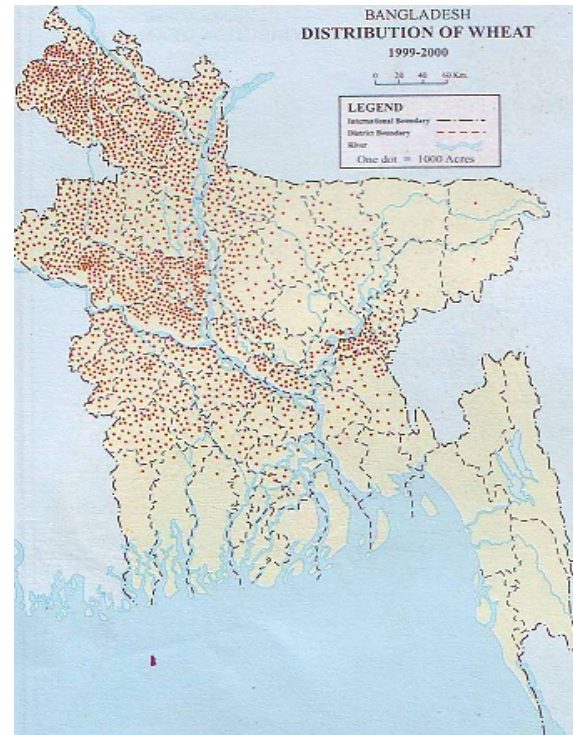 BANGLADESH
DISTRIBUTION OF WHEAT
1999-2000
0 20 40 60 Km.
LEGEND
International Boundary
District Boundary
River
One dot = 1000 Acres